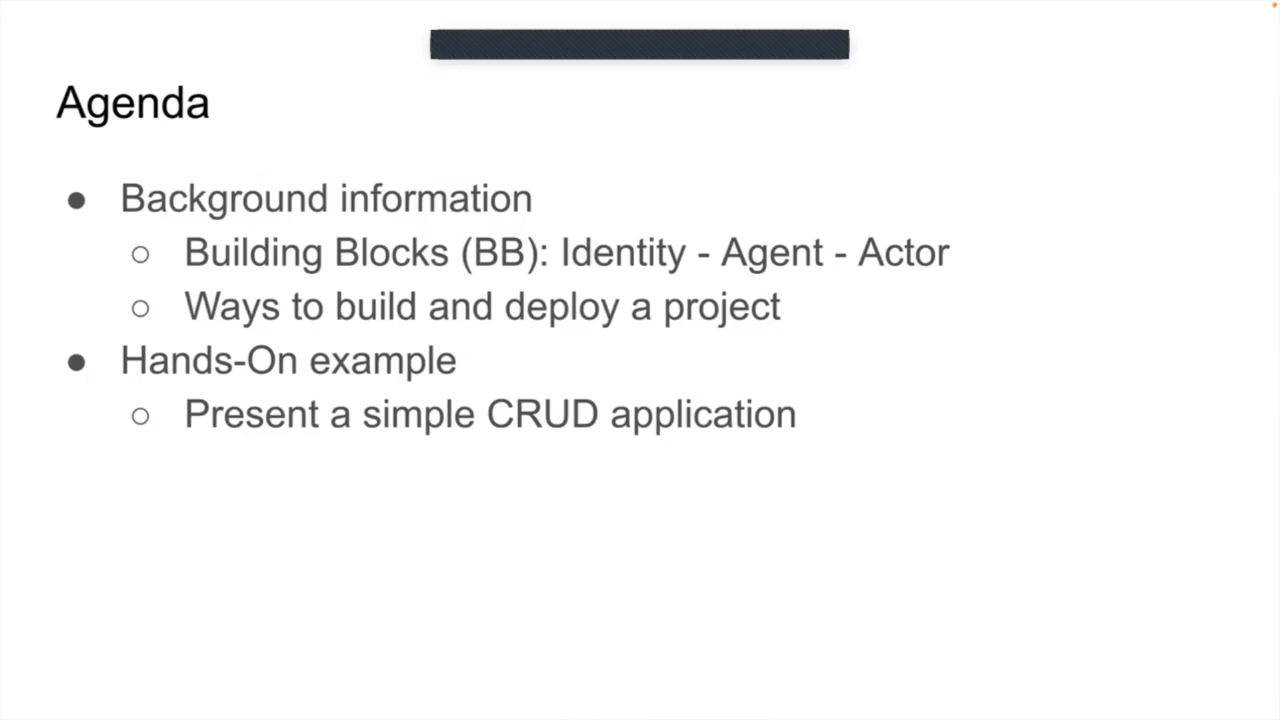 Agenda
● Background information
○ Building Blocks (BB): Identity - Agent - Actor
○ Ways to build and deploy a project
● Hands-On example
○ Present a simple CRUD application